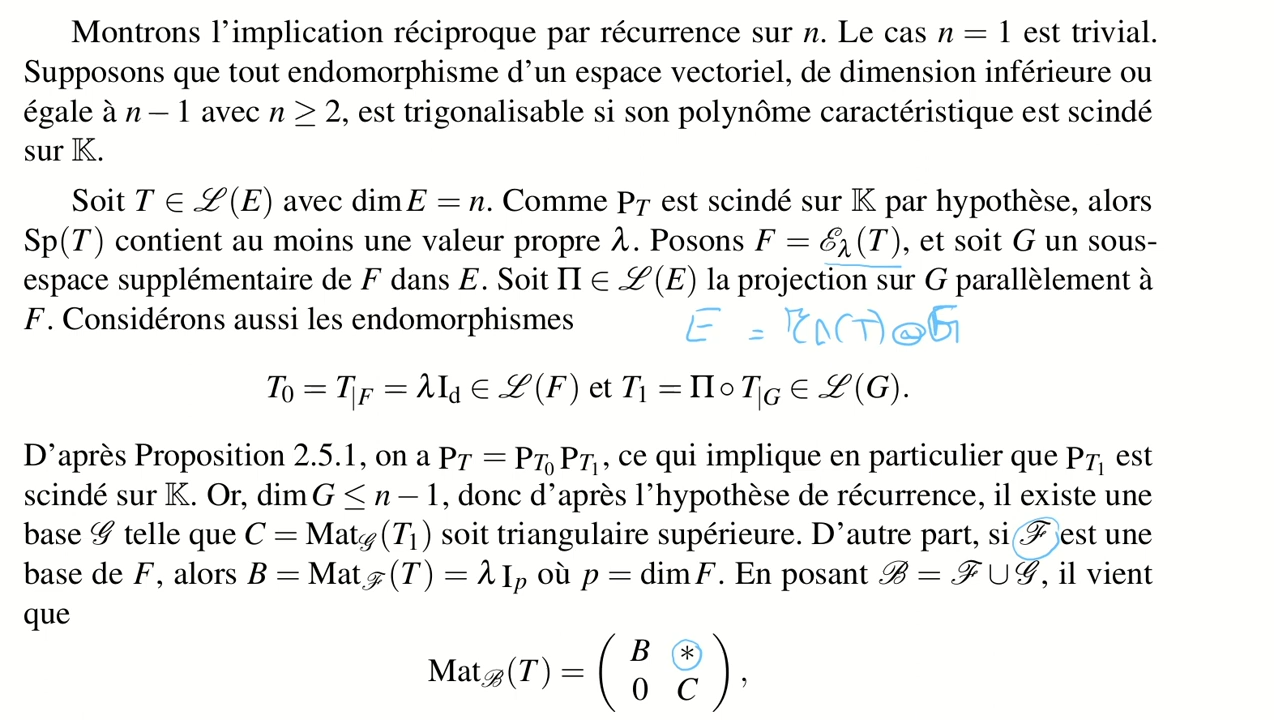 Montrons l'implication réciproque par récurrence sur n. Le cas n = 1 est trivial.
Supposons que tout endomorphisme d'un espace vectoriel, de dimension inférieure ou
égale à n − 1 avec n ≥ 2, est trigonalisable si son polynôme caractéristique est scindé
sur 𝕂.
Soit T ∈ ℒ(E) avec dim E = n. Comme P_T est scindé sur 𝕂 par hypothèse, alors
Sp(T) contient au moins une valeur propre λ. Posons F = ℰ_λ(T), et soit G un sous-
espace supplémentaire de F dans E. Soit Π ∈ ℒ(E) la projection sur G parallèlement à
F. Considérons aussi les endomorphismes
E = ℰ_λ(T) ⊕ G
T_0 = T_{|F} = λ I_d ∈ ℒ(F) et T_1 = Π ∘ T_{|G} ∈ ℒ(G).
D'après Proposition 2.5.1, on a P_T = P_{T_0} P_{T_1}, ce qui implique en particulier que P_{T_1} est
scindé sur 𝕂. Or, dim G ≤ n − 1, donc d'après l'hypothèse de récurrence, il existe une
base 𝒢 telle que C = Mat_𝒢(T_1) soit triangulaire supérieure. D'autre part, si ℱ est une
base de F, alors B = Mat_ℱ(T) = λ I_p où p = dim F. En posant ℬ = ℱ ∪ 𝒢, il vient
que
Mat_ℬ(T) = ( B *
0 C ),